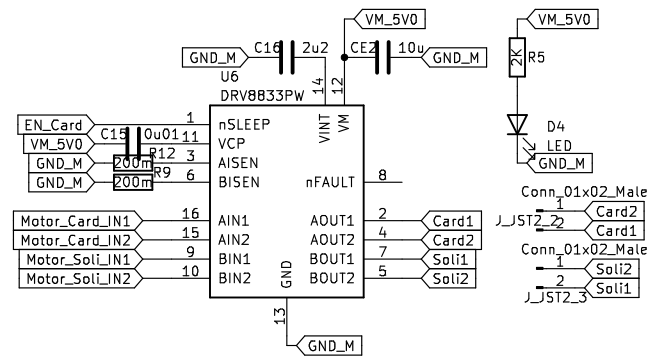 VM_5V0
VM_5V0
C16
2u2
CE2
10u
GND_M
GND_M
2K
R5
U6
DRV8833PW
14
12
VINT
VM
D4
LED
GND_M
EN_Card
1
nSLEEP
VM_5V0
C15
0u01
11
VCP
GND_M
200m
R12
3
AISEN
GND_M
200m
R9
6
BISEN
nFAULT
8
Motor_Card_IN1
16
AIN1
AOUT1
2
Card1
Motor_Card_IN2
15
AIN2
AOUT2
4
Card2
Motor_Soli_IN1
9
BIN1
BOUT1
7
Soli1
Motor_Soli_IN2
10
BIN2
BOUT2
5
Soli2
GND
13
GND_M
Conn_01x02_Male
1
Card2
J_JST2_2
2
Card1
Conn_01x02_Male
1
Soli2
2
Soli1
J_JST2_3